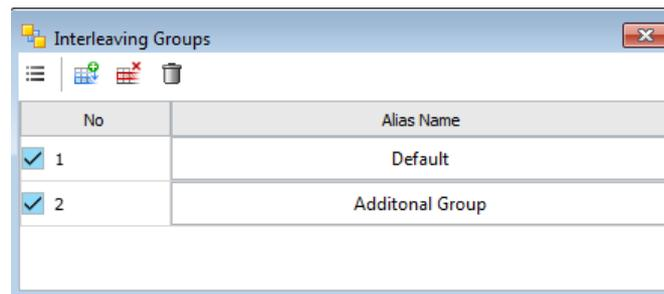 Interleaving Groups
No Alias Name
1 Default
2 Additonal Group